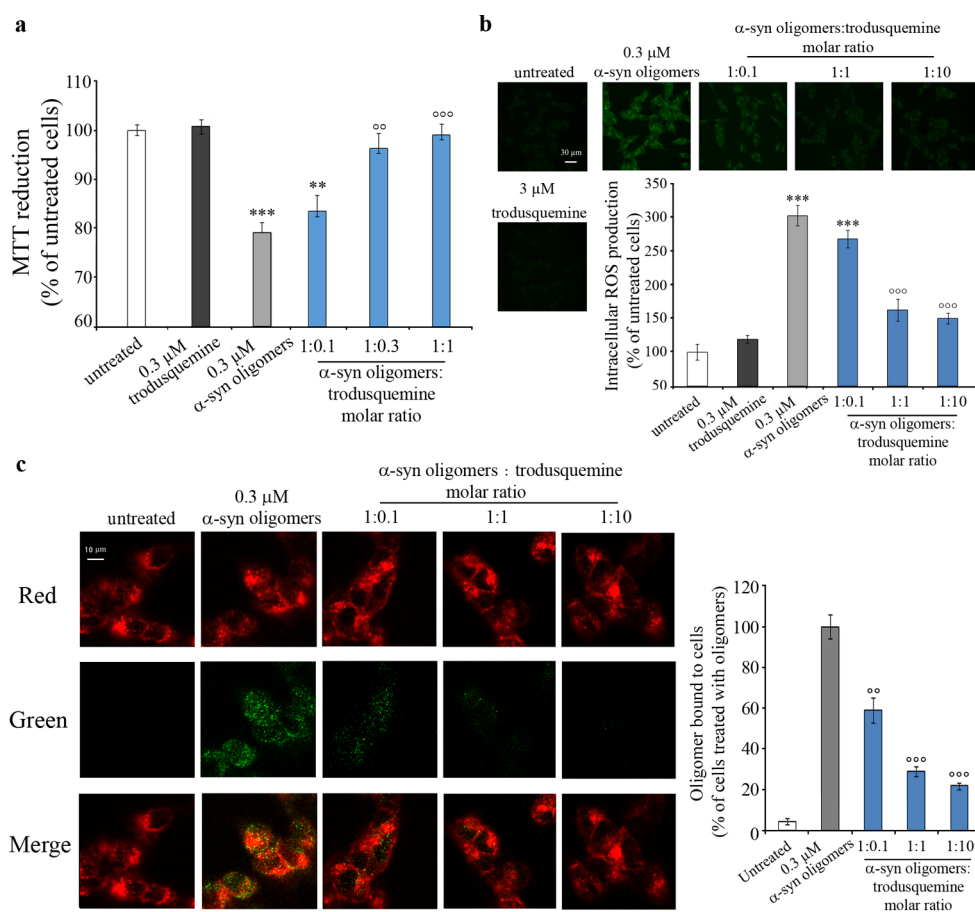 a
MTT reduction
(% of untreated cells)
100
90
80
70
60
***
**
°°
°°°
untreated
0.3 μM
trodusquemine
0.3 μM
α-syn oligomers
1:0.1
1:0.3
1:1
α-syn oligomers:
trodusquemine
molar ratio
b
untreated
0.3 μM
α-syn oligomers
α-syn oligomers:trodusquemine
molar ratio
1:0.1
1:1
1:10
30 μm
3 μM
trodusquemine
Intracellular ROS production
(% of untreated cells)
350
300
250
200
150
100
50
***
***
°°°
°°°
untreated
0.3 μM
trodusquemine
0.3 μM
α-syn oligomers
1:0.1
1:1
1:10
α-syn oligomers:
trodusquemine
molar ratio
c
untreated
0.3 μM
α-syn oligomers
α-syn oligomers : trodusquemine
molar ratio
1:0.1
1:1
1:10
10 μm
Red
Green
Merge
Oligomer bound to cells
(% of cells treated with oligomers)
120
100
80
60
40
20
0
°°
°°°
°°°
Untreated
0.3 μM
α-syn oligomers
1:0.1
1:1
1:10
α-syn oligomers:
trodusquemine
molar ratio